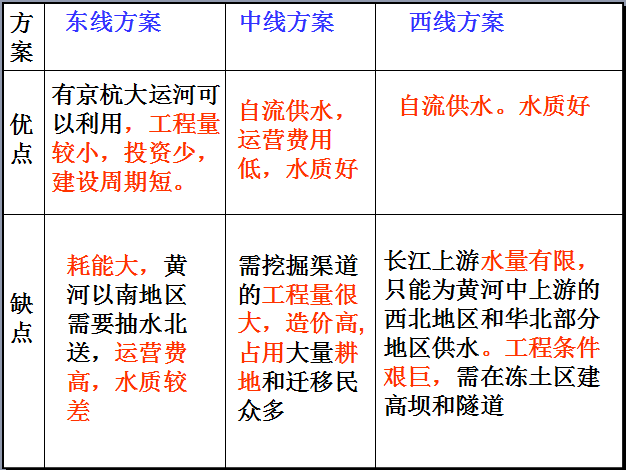 方案
东线方案
中线方案
西线方案
优点
有京杭大运河可
以利用，工程量
较小，投资少，
建设周期短。
自流供水，
运营费用
低，水质好
自流供水。水质好
缺点
耗能大，黄
河以南地区
需要抽水北
送，运营费
高，水质较
差
需挖掘渠道
的工程量很
大，造价高,
占用大量耕
地和迁移民
众多
长江上游水量有限，
只能为黄河中上游的
西北地区和华北部分
地区供水。工程条件
艰巨，需在冻土区建
高坝和隧道